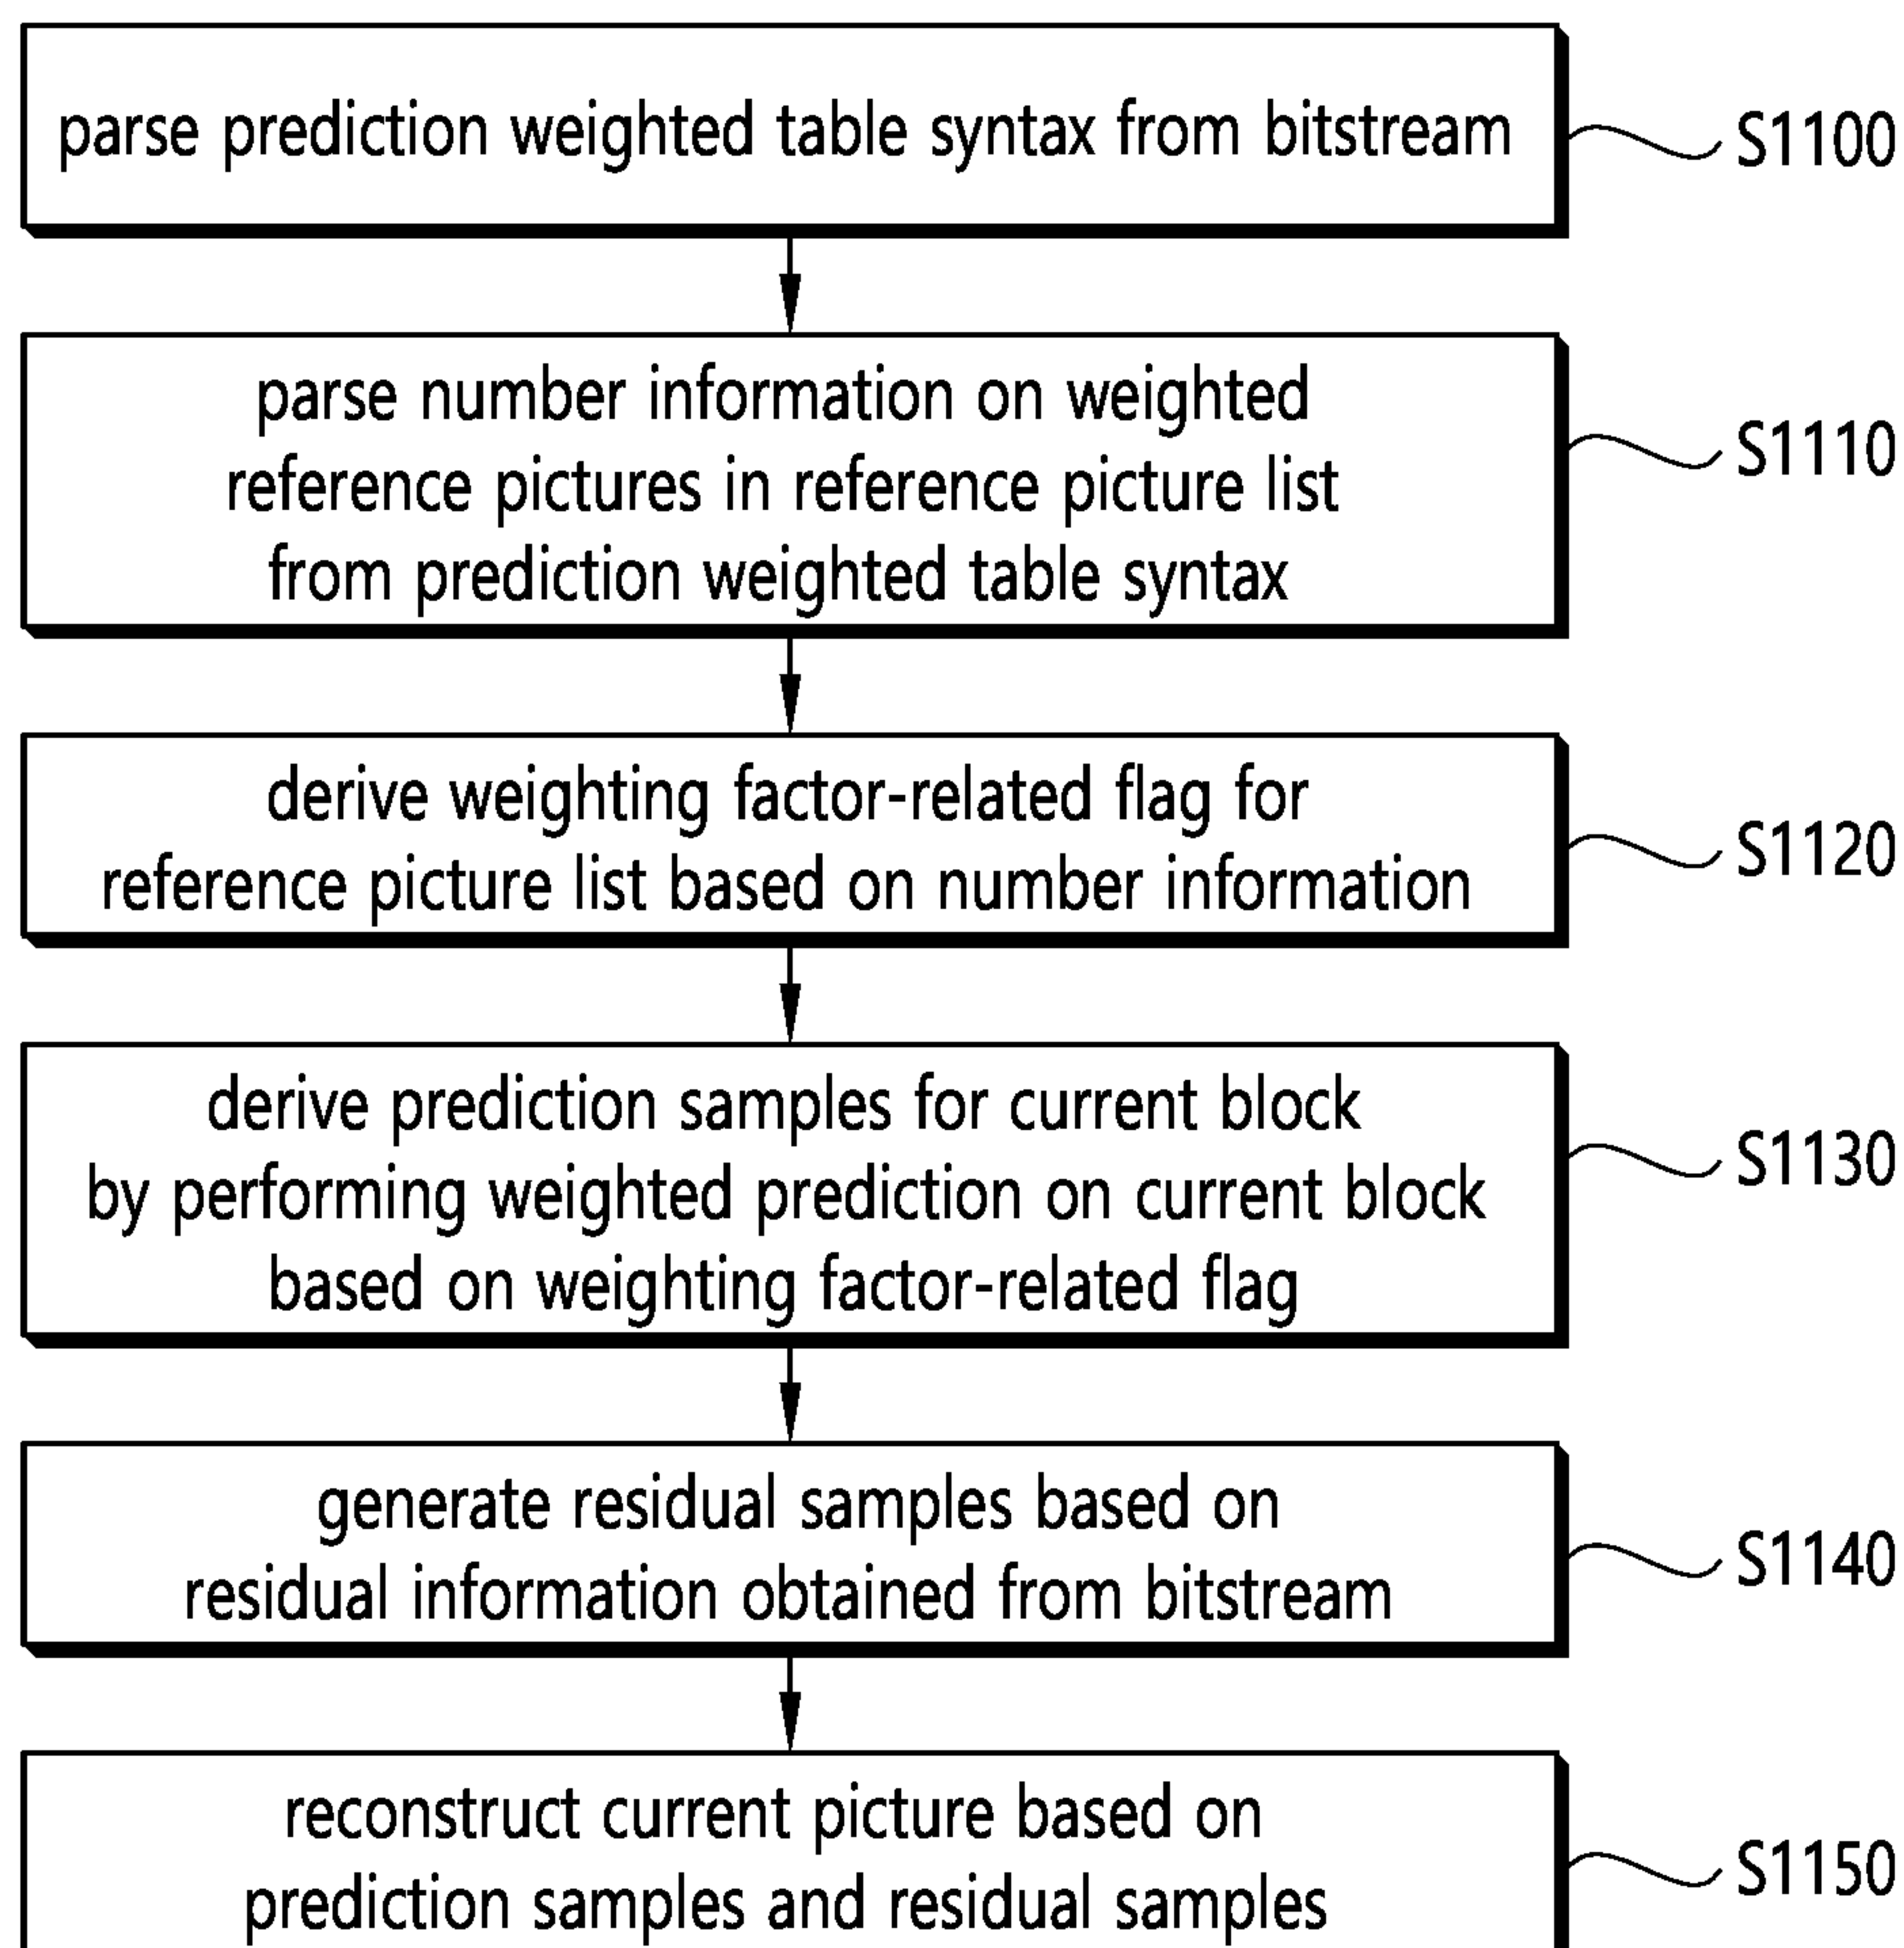 parse prediction weighted table syntax from bitstream
S1100
parse number information on weighted
reference pictures in reference picture list
from prediction weighted table syntax
S1110
derive weighting factor-related flag for
reference picture list based on number information
S1120
derive prediction samples for current block
by performing weighted prediction on current block
based on weighting factor-related flag
S1130
generate residual samples based on
residual information obtained from bitstream
S1140
reconstruct current picture based on
prediction samples and residual samples
S1150